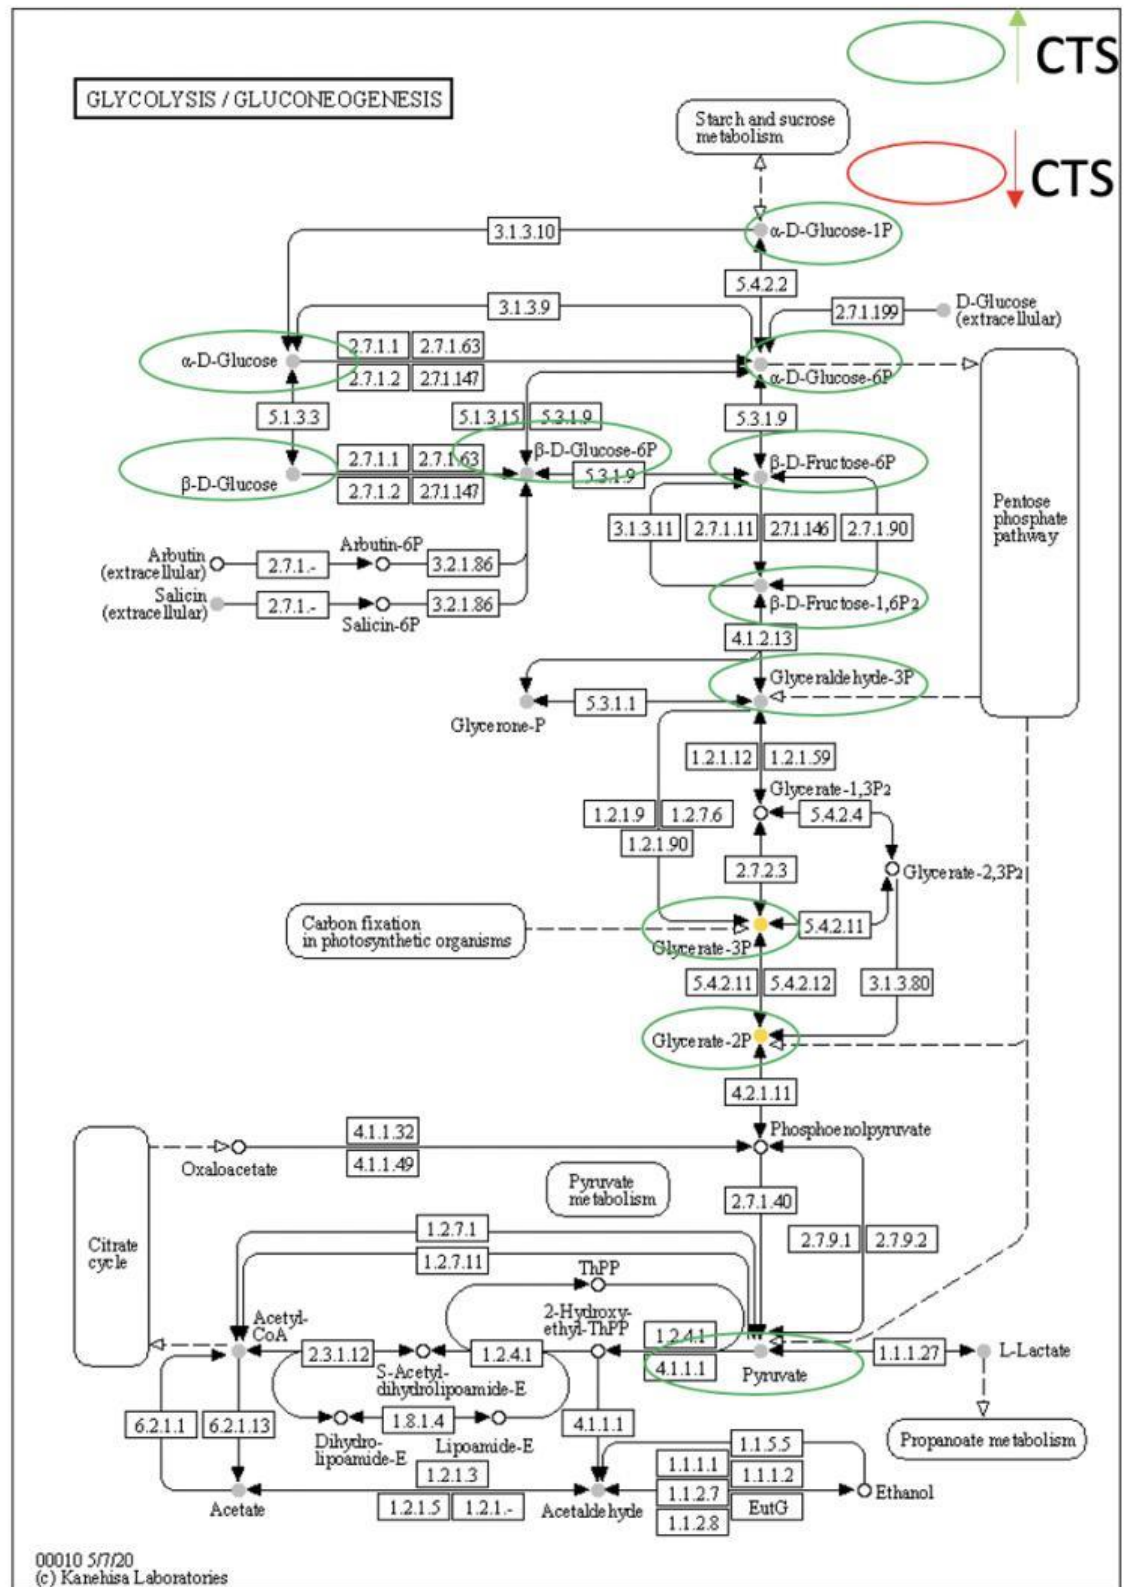 CTS
GLYCOLYSIS / GLUCONEOGENESIS
Starch and sucrose
metabolism
CTS
3.1.3.10
α-D-Glucose-1P
5.4.2.2
3.1.3.9
2.7.1.199
D-Glucose
(extracellular)
2.7.1.1
2.7.1.63
α-D-Glucose
2.7.1.2
2.7.1.147
α-D-Glucose-6P
5.1.3.3
5.1.3.15
5.3.1.9
5.3.1.9
2.7.1.1
2.7.1.63
β-D-Glucose-6P
β-D-Fructose-6P
β-D-Glucose
5.3.1.9
2.7.1.2
2.7.1.147
Pentose
phosphate
pathway
3.1.3.11
2.7.1.11
2.7.1.146
2.7.1.90
Arbutin
(extracellular)
2.7.1.-
Arbutin-6P
3.2.1.86
Salicin
(extracellular)
2.7.1.-
Salicin-6P
3.2.1.86
β-D-Fructose-1,6P2
4.1.2.13
Glyceraldehyde-3P
Glycerone-P
5.3.1.1
1.2.1.12
1.2.1.59
Glycerate-1,3P2
1.2.1.9
1.2.7.6
5.4.2.4
1.2.1.90
2.7.2.3
Glycerate-2,3P2
Carbon fixation
in photosynthetic organisms
5.4.2.11
Glycerate-3P
5.4.2.11
5.4.2.12
3.1.3.80
Glycerate-2P
4.2.1.11
Phosphoenolpyruvate
4.1.1.32
Oxaloacetate
4.1.1.49
Pyruvate
metabolism
2.7.1.40
Citrate
cycle
1.2.7.1
2.7.9.1
2.7.9.2
1.2.7.11
ThPP
Acetyl-
CoA
2-Hydroxy-
ethyl-ThPP
1.2.4.1
2.3.1.12
1.2.4.1
1.1.1.27
L-Lactate
S-Acetyl-
dihydrolipoamide-E
4.1.1.1
Pyruvate
6.2.1.1
6.2.1.13
1.8.1.4
4.1.1.1
Dihydro-
lipoamide-E
Lipoamide-E
Propanoate metabolism
1.1.5.5
1.2.1.3
1.1.1.1
1.1.1.2
Acetate
1.1.2.7
Ethanol
1.2.1.5
1.2.1.-
Acetaldehyde
EutG
1.1.2.8
00010 5/7/20
(c) Kanehisa Laboratories